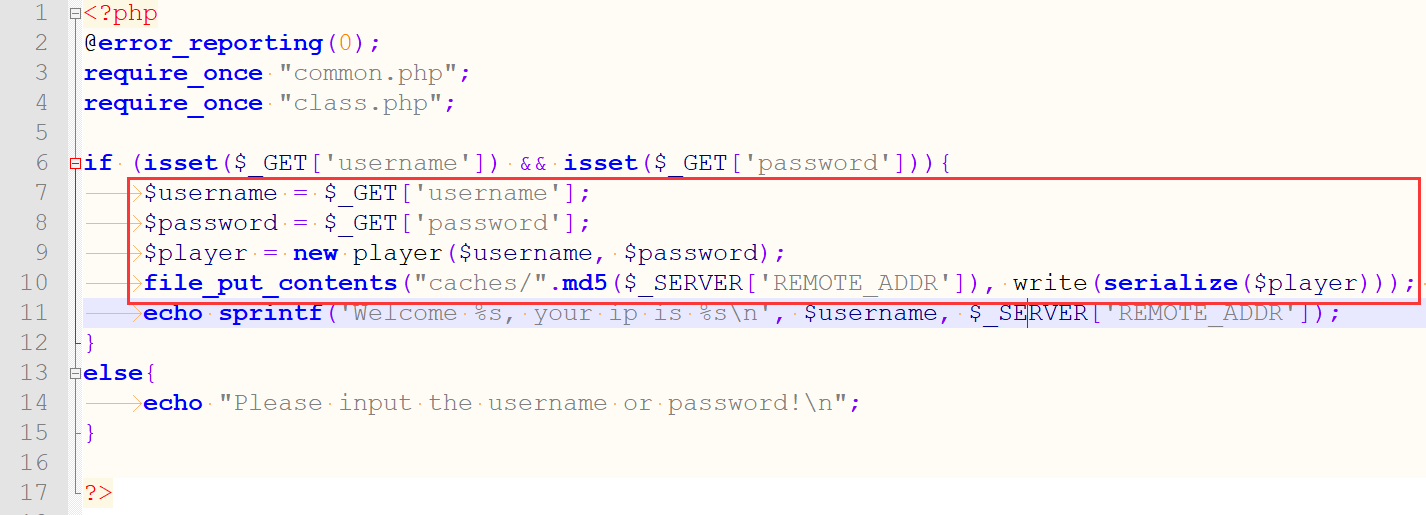 1 <?php
2 @error_reporting(0);
3 require_once "common.php";
4 require_once "class.php";
5
6 if (isset($_GET['username']) && isset($_GET['password'])){
7 $username = $_GET['username'];
8 $password = $_GET['password'];
9 $player = new player($username, $password);
10 file_put_contents("caches/".md5($_SERVER['REMOTE_ADDR']), write(serialize($player)));
11 echo sprintf('Welcome %s, your ip is %s\n', $username, $_SERVER['REMOTE_ADDR']);
12 }
13 else{
14 echo "Please input the username or password!\n";
15 }
16
17 ?>